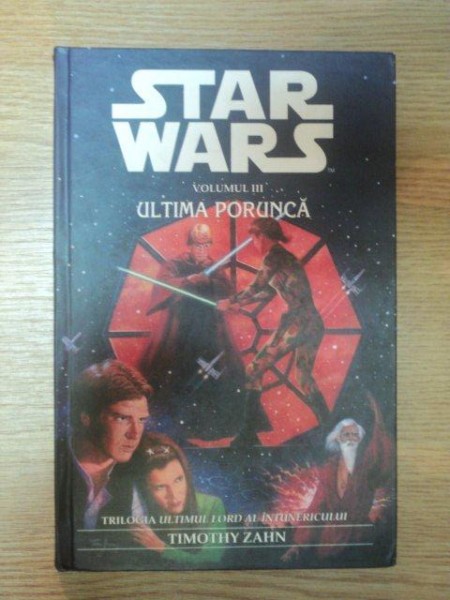 STAR
WARS
VOLUMUL III
ULTIMA PORUNCĂ
TRILOGIA ULTIMUL LORD AL ÎNTUNERICULUI
TIMOTHY ZAHN